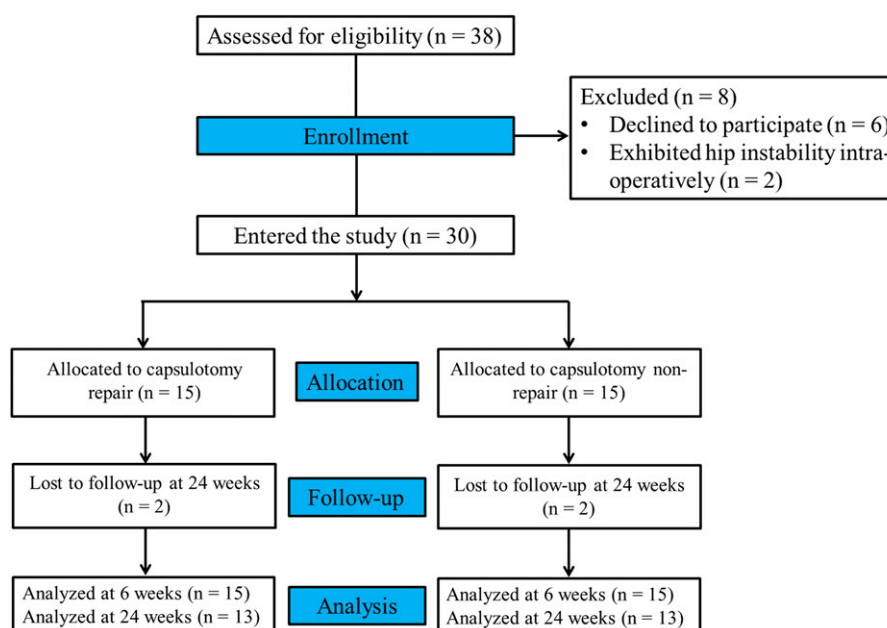 Assessed for eligibility (n = 38)
Excluded (n = 8)
• Declined to participate (n = 6)
• Exhibited hip instability intra-
operatively (n = 2)
Enrollment
Entered the study (n = 30)
Allocated to capsulotomy
repair (n = 15)
Allocation
Allocated to capsulotomy non-
repair (n = 15)
Lost to follow-up at 24 weeks
(n = 2)
Follow-up
Lost to follow-up at 24 weeks
(n = 2)
Analyzed at 6 weeks (n = 15)
Analyzed at 24 weeks (n = 13)
Analysis
Analyzed at 6 weeks (n = 15)
Analyzed at 24 weeks (n = 13)